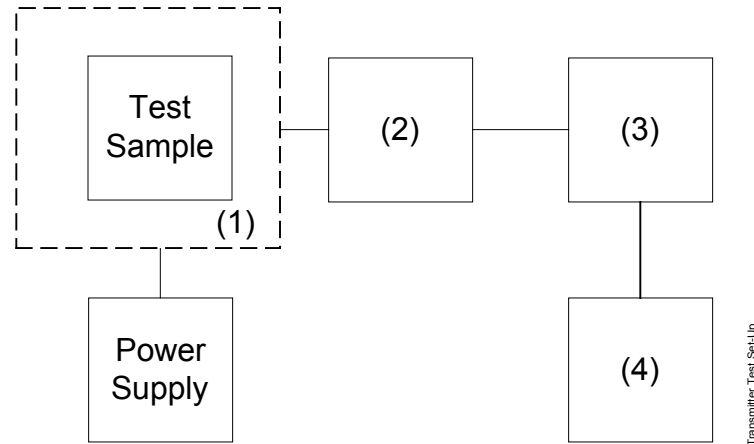 Test
Sample
(1)
(2)
(3)
Power
Supply
(4)
Transmitter Test Set-Up